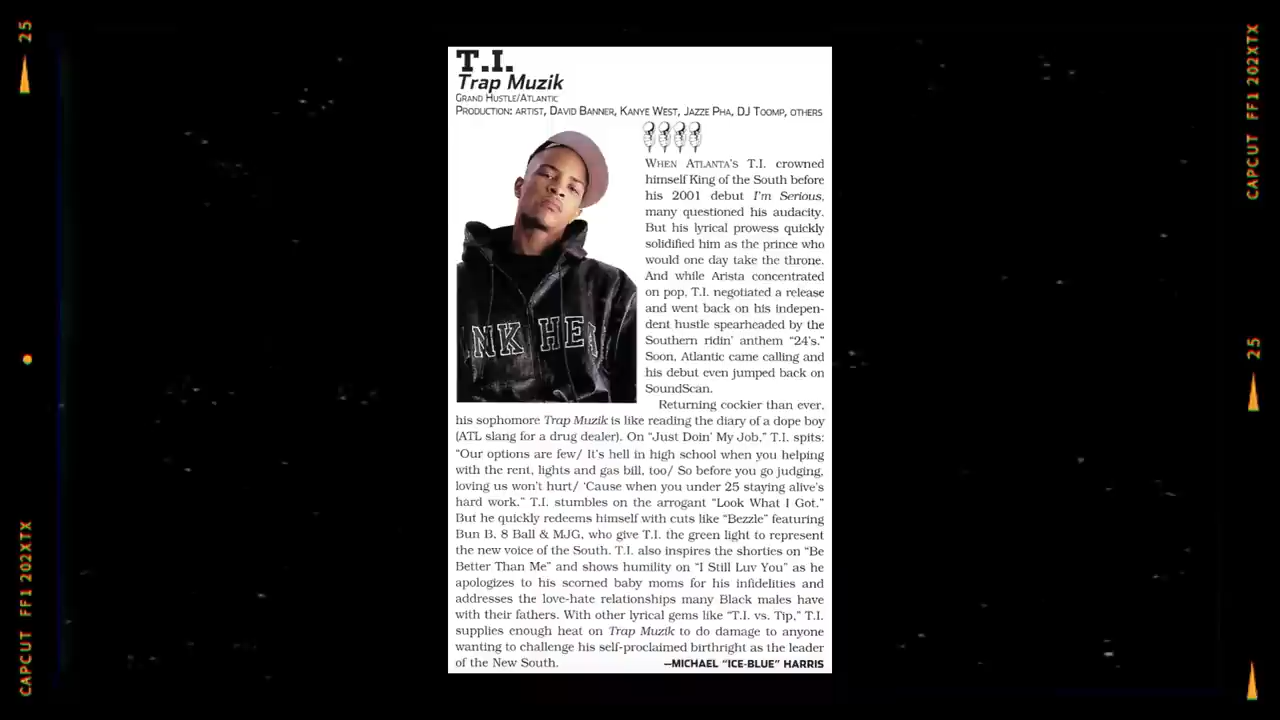 T.I.
Trap Muzik
GRAND HUSTLE/ATLANTIC
PRODUCTION: ARTIST, DAVID BANNER, KANYE WEST, JAZZE PHA, DJ TOOMP, OTHERS
WHEN ATLANTA'S T.I. crowned
himself King of the South before
his 2001 debut I'm Serious,
many questioned his audacity.
But his lyrical prowess quickly
solidified him as the prince who
would one day take the throne.
And while Arista concentrated
on pop, T.I. negotiated a release
and went back on his indepen-
dent hustle spearheaded by the
Southern ridin' anthem "24's."
Soon, Atlantic came calling and
his debut even jumped back on
SoundScan.
Returning cockier than ever,
his sophomore Trap Muzik is like reading the diary of a dope boy
(ATL slang for a drug dealer). On "Just Doin' My Job," T.I. spits:
"Our options are few/ It's hell in high school when you helping
with the rent, lights and gas bill, too/ So before you go judging,
loving us won't hurt/ 'Cause when you under 25 staying alive's
hard work." T.I. stumbles on the arrogant "Look What I Got."
But he quickly redeems himself with cuts like "Bezzle" featuring
Bun B, 8 Ball & MJG, who give T.I. the green light to represent
the new voice of the South. T.I. also inspires the shorties on "Be
Better Than Me" and shows humility on "I Still Luv You" as he
apologizes to his scorned baby moms for his infidelities and
addresses the love-hate relationships many Black males have
with their fathers. With other lyrical gems like "T.I. vs. Tip," T.I.
supplies enough heat on Trap Muzik to do damage to anyone
wanting to challenge his self-proclaimed birthright as the leader
of the New South.
—MICHAEL "ICE-BLUE" HARRIS
NK HE
25
CAPCUT FF1 202XTX
CAPCUT FF1 202XTX
25